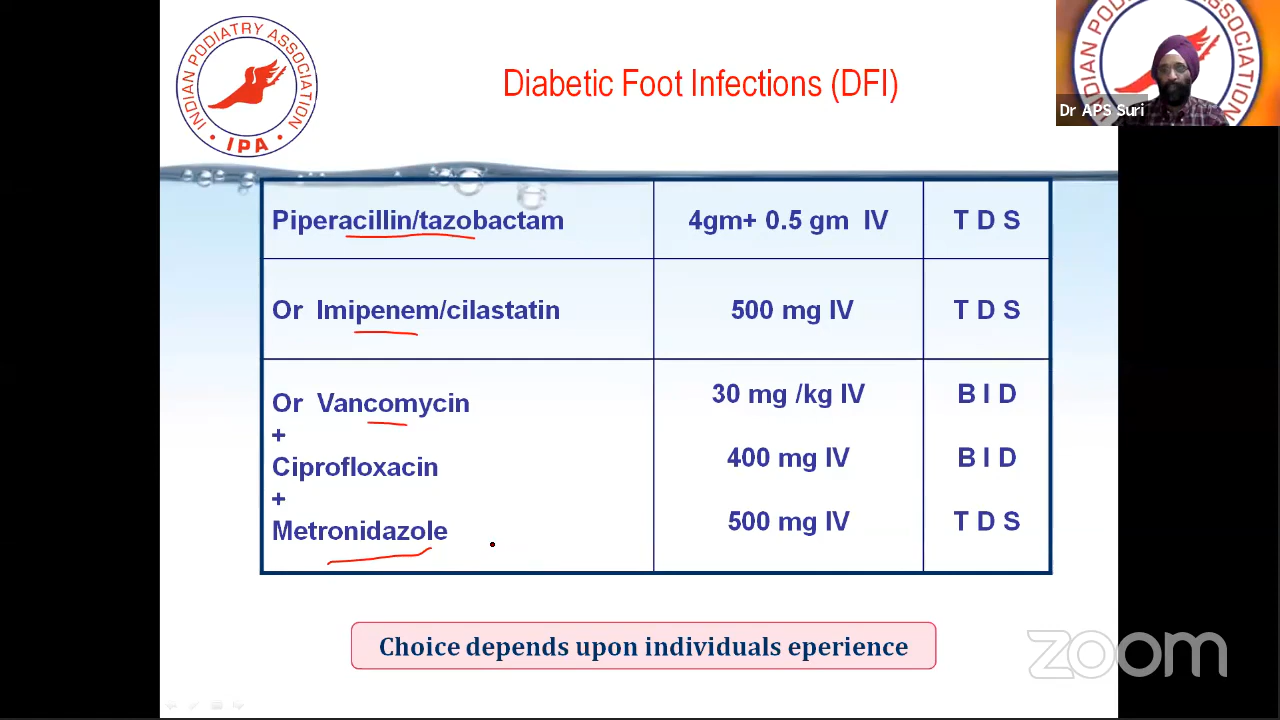 INDIAN PODIATRY ASSOCIATION
IPA
Diabetic Foot Infections (DFI)
Dr APS Suri
Piperacillin/tazobactam 4gm+ 0.5 gm IV T D S
Or Imipenem/cilastatin 500 mg IV T D S
Or Vancomycin 30 mg /kg IV B I D
+
Ciprofloxacin 400 mg IV B I D
+
Metronidazole 500 mg IV T D S
Choice depends upon individuals eperience
zoom